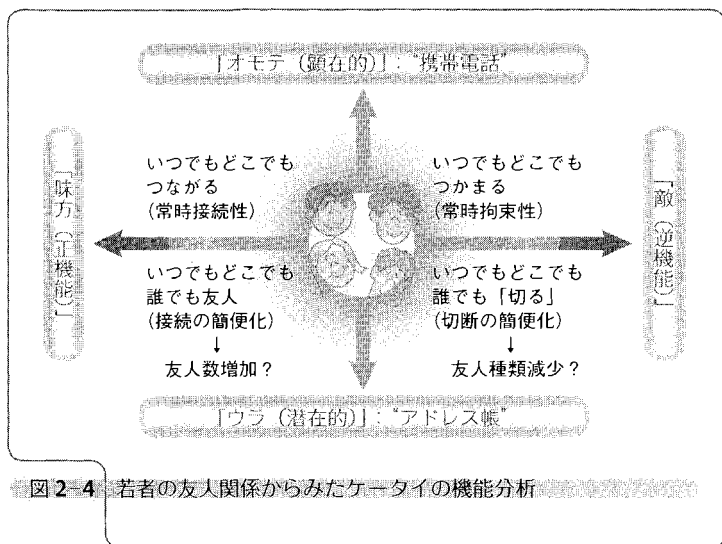 「オモテ（顕在的）」：“携帯電話”
「味方（正機能）」
いつでもどこでも
つながる
（常時接続性）
いつでもどこでも
つかまる
（常時拘束性）
「敵（逆機能）」
いつでもどこでも
誰でも友人
（接続の簡便化）
↓
友人数増加？
いつでもどこでも
誰でも「切る」
（切断の簡便化）
↓
友人種類減少？
「ウラ（潜在的）」：“アドレス帳”
図2-4 若者の友人関係からみたケータイの機能分析